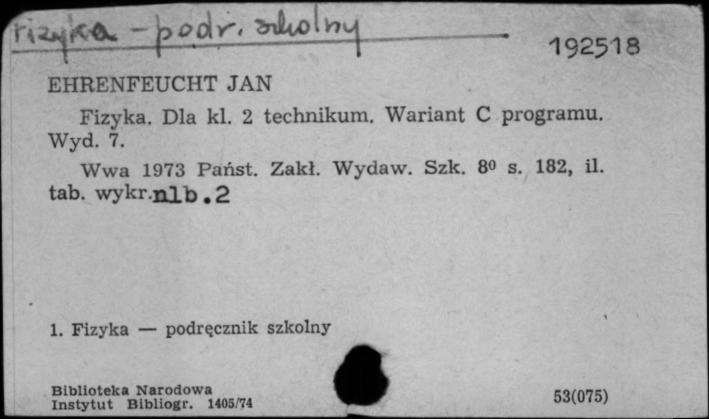 fizyka - podr. szkolny
192518
EHRENFEUCHT JAN
Fizyka. Dla kl. 2 technikum. Wariant C programu.
Wyd. 7.
Wwa 1973 Państ. Zakł. Wydaw. Szk. 8⁰ s. 182, il.
tab. wykr.nlb.2
1. Fizyka — podręcznik szkolny
Biblioteka Narodowa
Instytut Bibliogr. 1405/74
53(075)